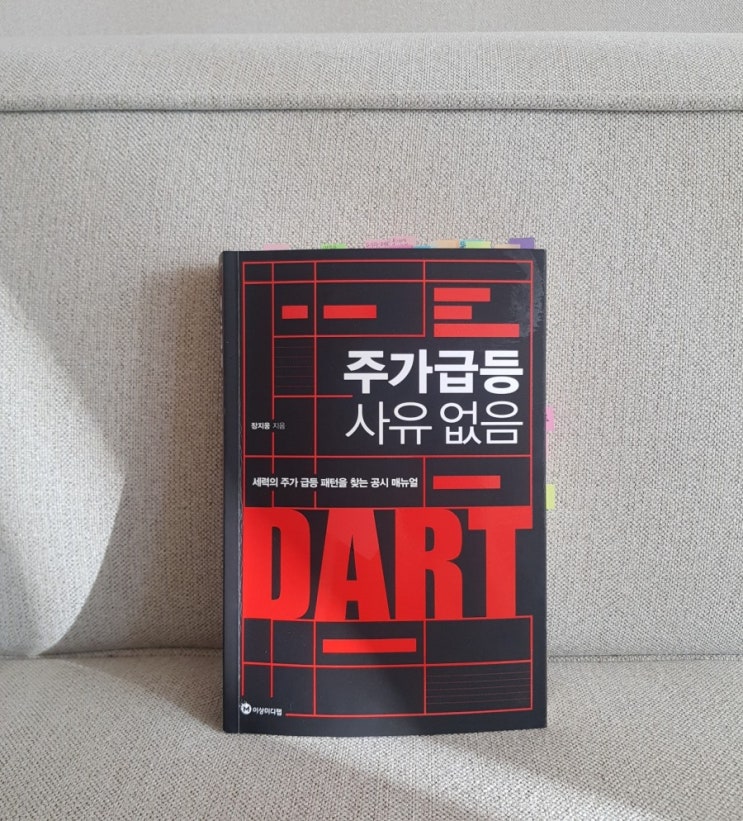 주가급등
사유 없음
장지웅 지음
세력의 주가 급등 패턴을 찾는 공시 매뉴얼
DART
이상미디랩